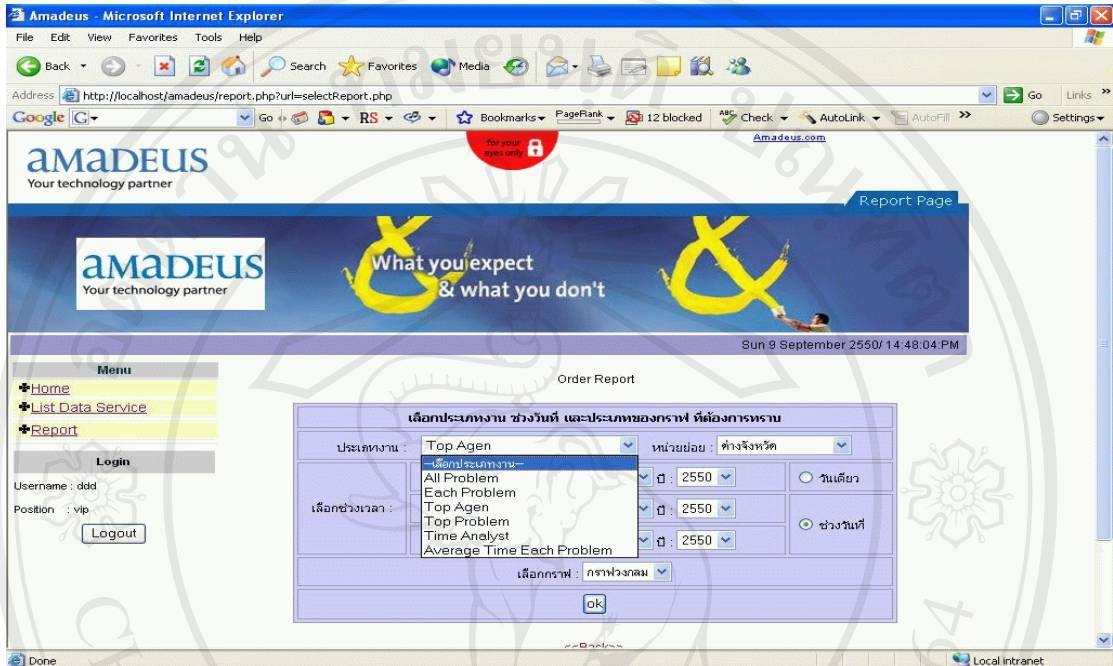 Amadeus - Microsoft Internet Explorer
File Edit View Favorites Tools Help
Back Search Favorites Media
Address http://localhost/amadeus/report.php?url=selectReport.php Go Links »
Google G Go RS Bookmarks PageRank 12 blocked Check AutoLink AutoFill » Settings
amadeus
Your technology partner
for your
eyes only
Amadeus.com
Report Page
amadeus
Your technology partner
What you expect
& what you don't
Sun 9 September 2550/ 14:48:04:PM
Menu
Home
List Data Service
Report
Login
Username : ddd
Position : vip
Logout
Order Report
เลือกประเภทงาน ช่วงวันที่ และประเภทของกราฟ ที่ต้องการทราบ
ประเภทงาน : Top Agen หน่วยย่อย : ต่างจังหวัด
--เลือกประเภทงาน--
All Problem
Each Problem
Top Agen
Top Problem
Time Analyst
Average Time Each Problem
เลือกช่วงเวลา :
ปี : 2550 วันเดียว
ปี : 2550
ช่วงวันที่
ปี : 2550
เลือกกราฟ : กราฟวงกลม
ok
<<Back>>
Done Local intranet